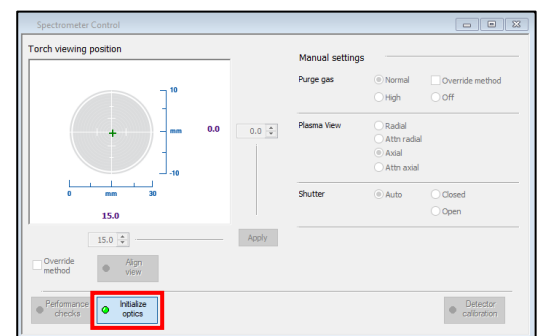 Spectrometer Control
Torch viewing position
10
mm
-10
0 mm 30
15.0
0.0
0.0
15.0
Apply
Override
method
Align
view
Performance
checks
Initialize
optics
Manual settings
Purge gas Normal Override method
High Off
Plasma View Radial
Attn radial
Axial
Attn axial
Shutter Auto Closed
Open
Detector
calibration